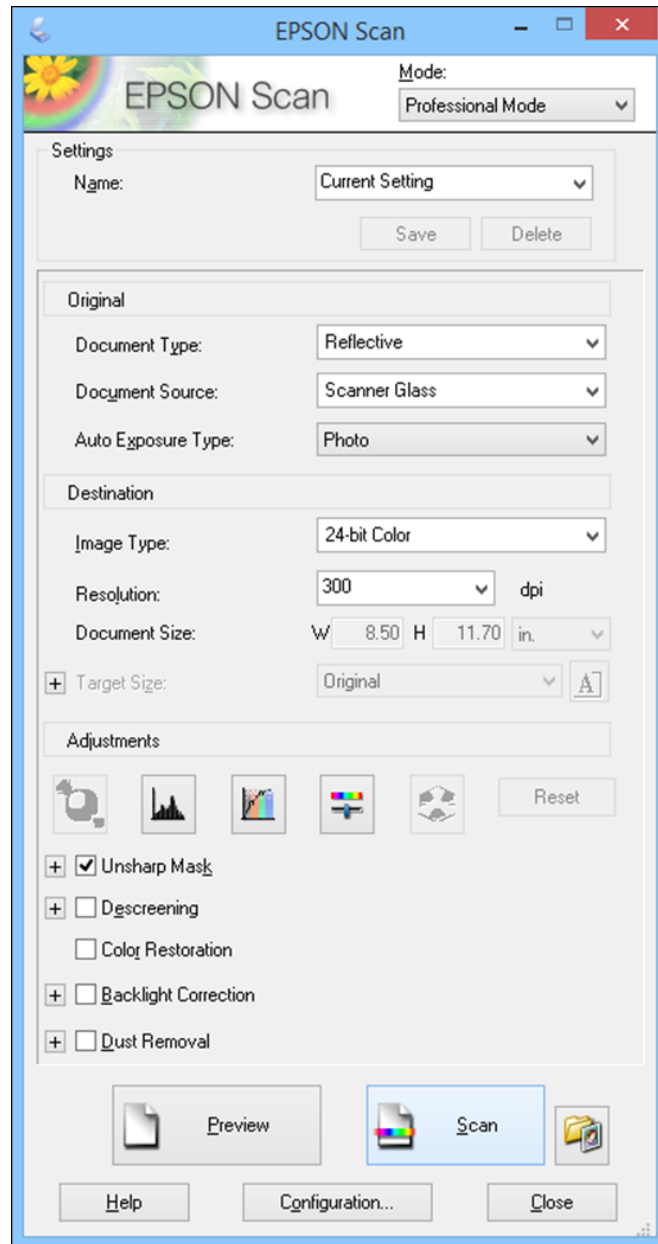 EPSON Scan
EPSON Scan
Mode:
Professional Mode
Settings
Name: Current Setting
Save Delete
Original
Document Type: Reflective
Document Source: Scanner Glass
Auto Exposure Type: Photo
Destination
Image Type: 24-bit Color
Resolution: 300 dpi
Document Size: W 8.50 H 11.70 in.
Target Size: Original A
Adjustments
Reset
Unsharp Mask
Descreening
Color Restoration
Backlight Correction
Dust Removal
Preview Scan
Help Configuration... Close